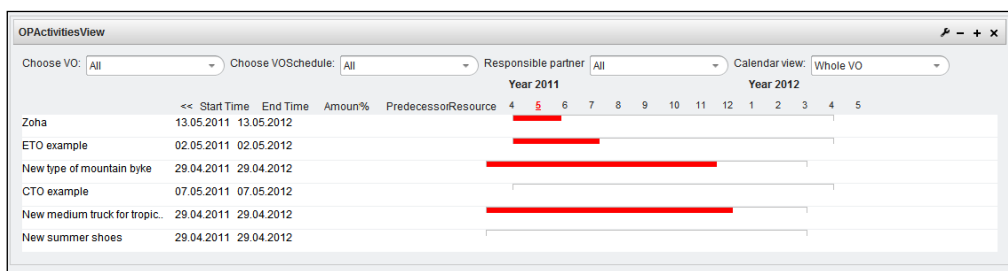 OPActivitiesView
Choose VO: All Choose VOSchedule: All Responsible partner All Calendar view: Whole VO
Year 2011 Year 2012
<< Start Time End Time Amoun% PredecessorResource 4 5 6 7 8 9 10 11 12 1 2 3 4 5
Zoha 13.05.2011 13.05.2012
ETO example 02.05.2011 02.05.2012
New type of mountain byke 29.04.2011 29.04.2012
CTO example 07.05.2011 07.05.2012
New medium truck for tropic.. 29.04.2011 29.04.2012
New summer shoes 29.04.2011 29.04.2012